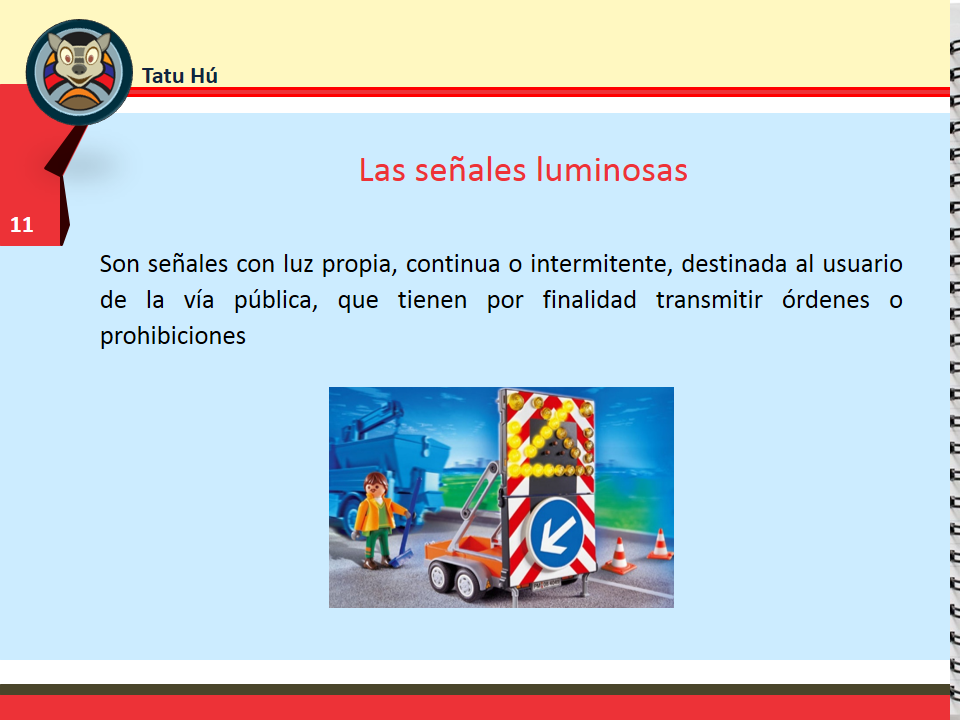 Tatu Hú
Las señales luminosas
11
Son señales con luz propia, continua o intermitente, destinada al usuario
de la vía pública, que tienen por finalidad transmitir órdenes o
prohibiciones